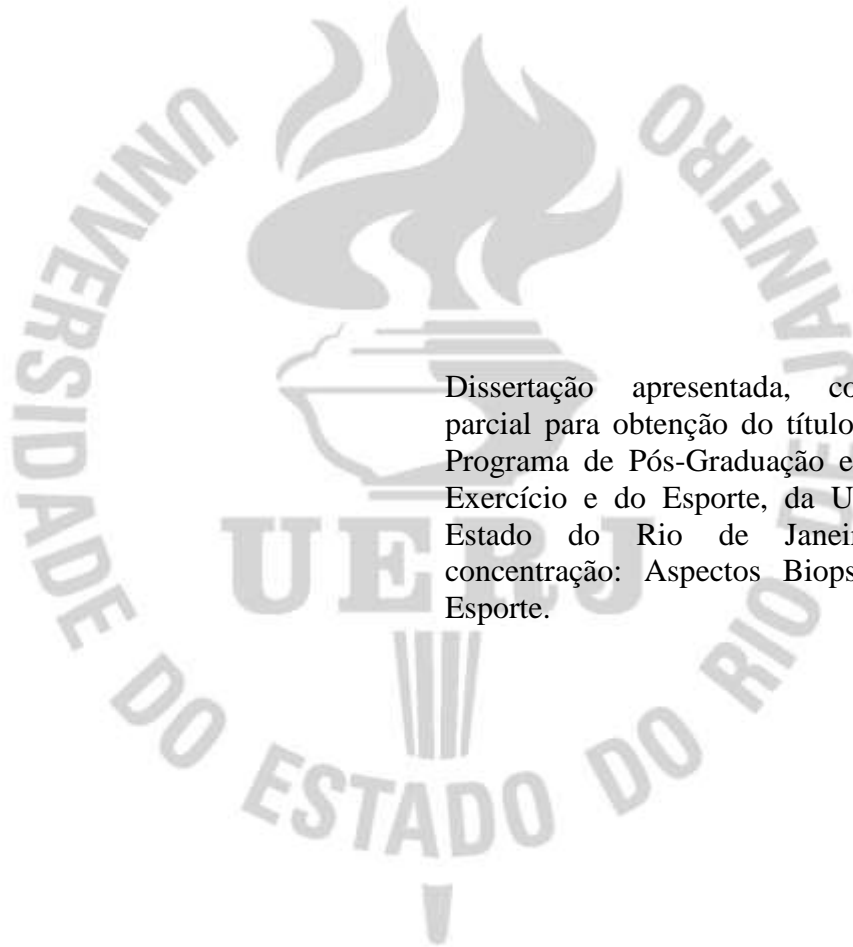 UNIVERSIDADE DO ESTADO DO RIO DE JANEIRO
UERJ
Dissertação apresentada, co
parcial para obtenção do título
Programa de Pós-Graduação e
Exercício e do Esporte, da U
Estado do Rio de Janei
concentração: Aspectos Biops
Esporte.